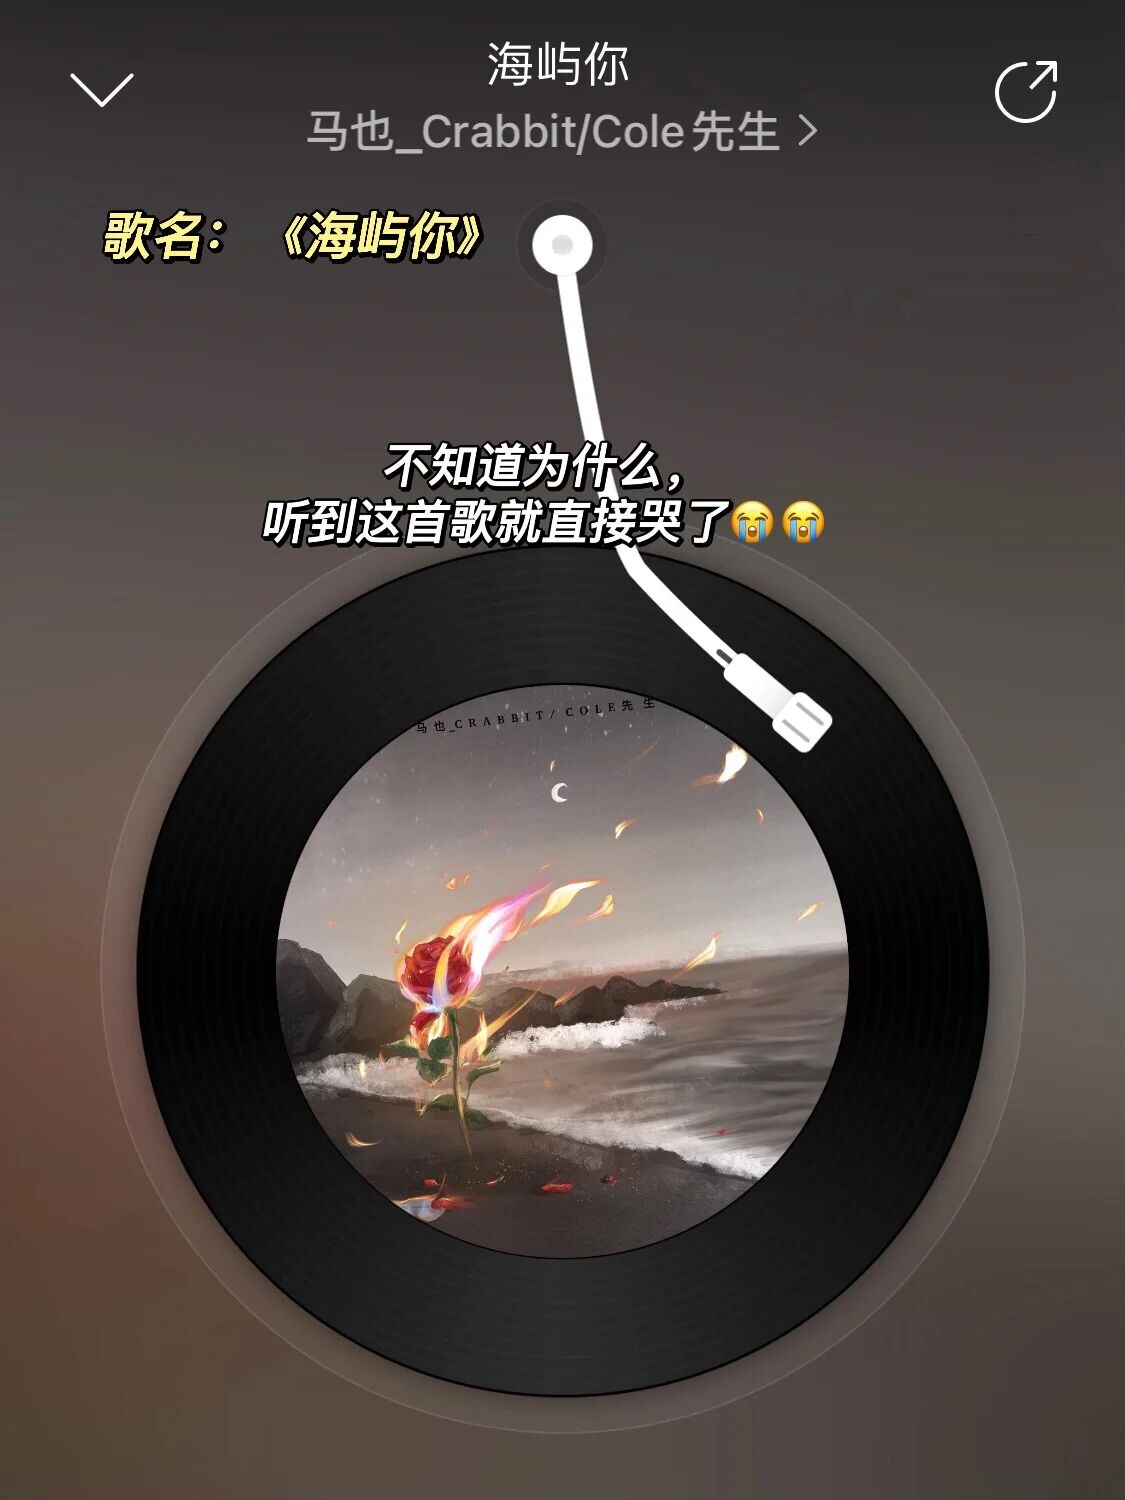 海屿你
马也_Crabbit/Cole先生
歌名：《海屿你》
不知道为什么，
听到这首歌就直接哭了😭😭
马也_CRABBIT/ COLE先生